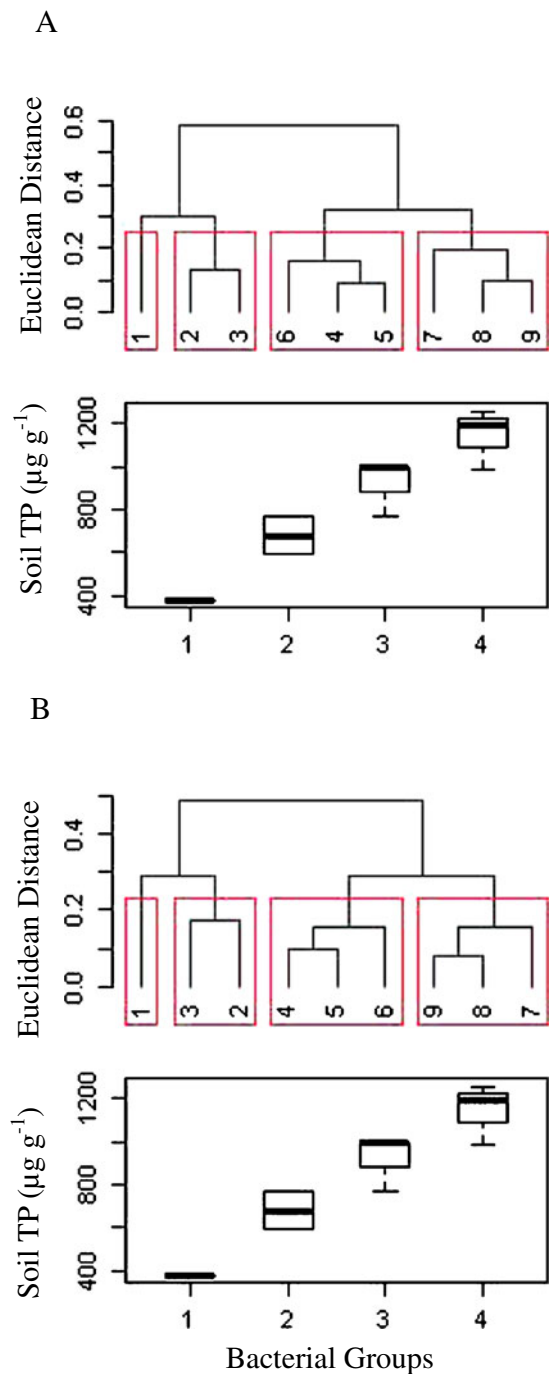 A
Euclidean Distance
0.6
0.4
0.2
0.0
1 2 3 6 4 5 7 8 9
Soil TP (µg g-1)
1200
800
400
1 2 3 4
B
Euclidean Distance
0.4
0.2
0.0
1 3 2 4 5 6 9 8 7
Soil TP (µg g-1)
1200
800
400
1 2 3 4
Bacterial Groups